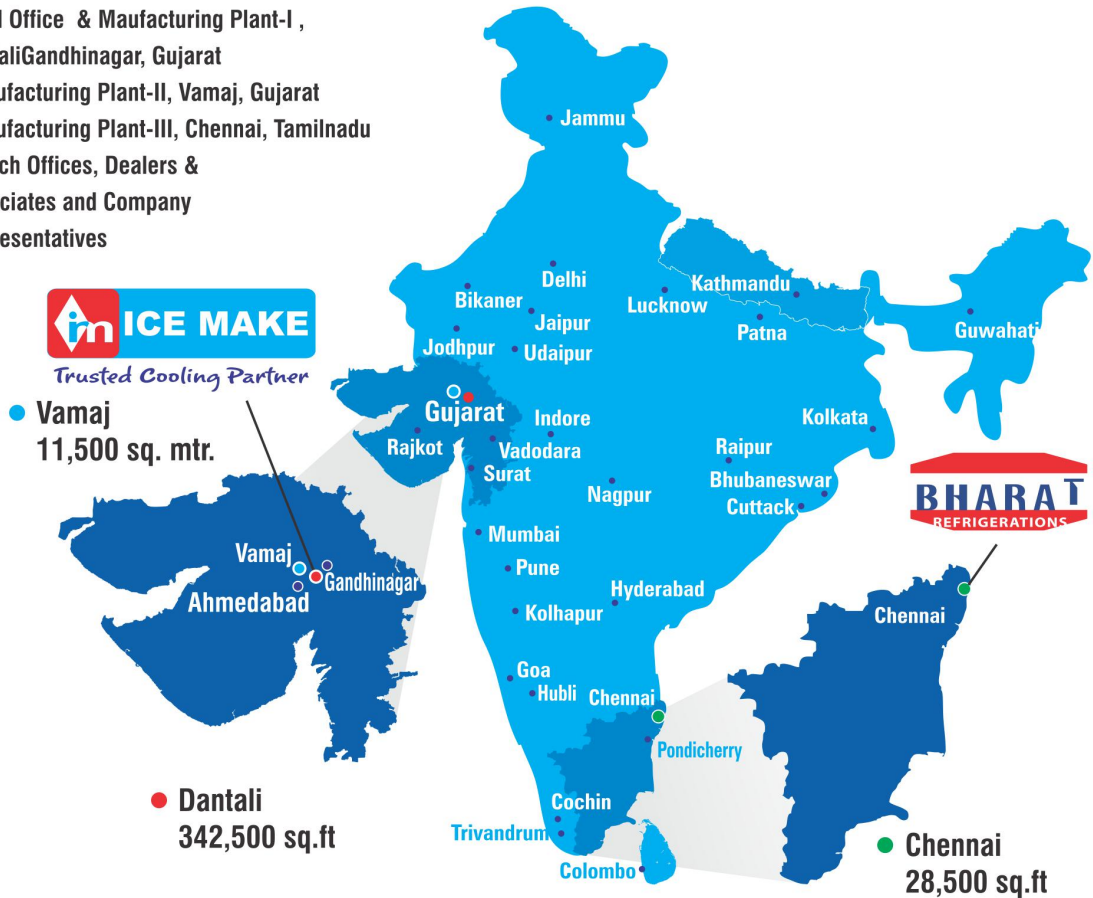 Office & Maufacturing Plant-I ,
aliGandhinagar, Gujarat
ufacturing Plant-II, Vamaj, Gujarat
ufacturing Plant-III, Chennai, Tamilnadu
ch Offices, Dealers &
ciates and Company
esentatives
im ICE MAKE
Trusted Cooling Partner
Vamaj
11,500 sq. mtr.
Jammu
Delhi
Bikaner
Jaipur
Jodhpur
Udaipur
Lucknow
Kathmandu
Patna
Guwahati
Gujarat
Rajkot
Indore
Vadodara
Surat
Kolkata
Raipur
Bhubaneswar
Cuttack
Nagpur
Mumbai
Pune
Kolhapur
Hyderabad
Goa
Hubli
Chennai
Pondicherry
Cochin
Trivandrum
Colombo
Vamaj
Gandhinagar
Ahmedabad
Dantali
342,500 sq.ft
BHARAT
REFRIGERATIONS
Chennai
Chennai
28,500 sq.ft